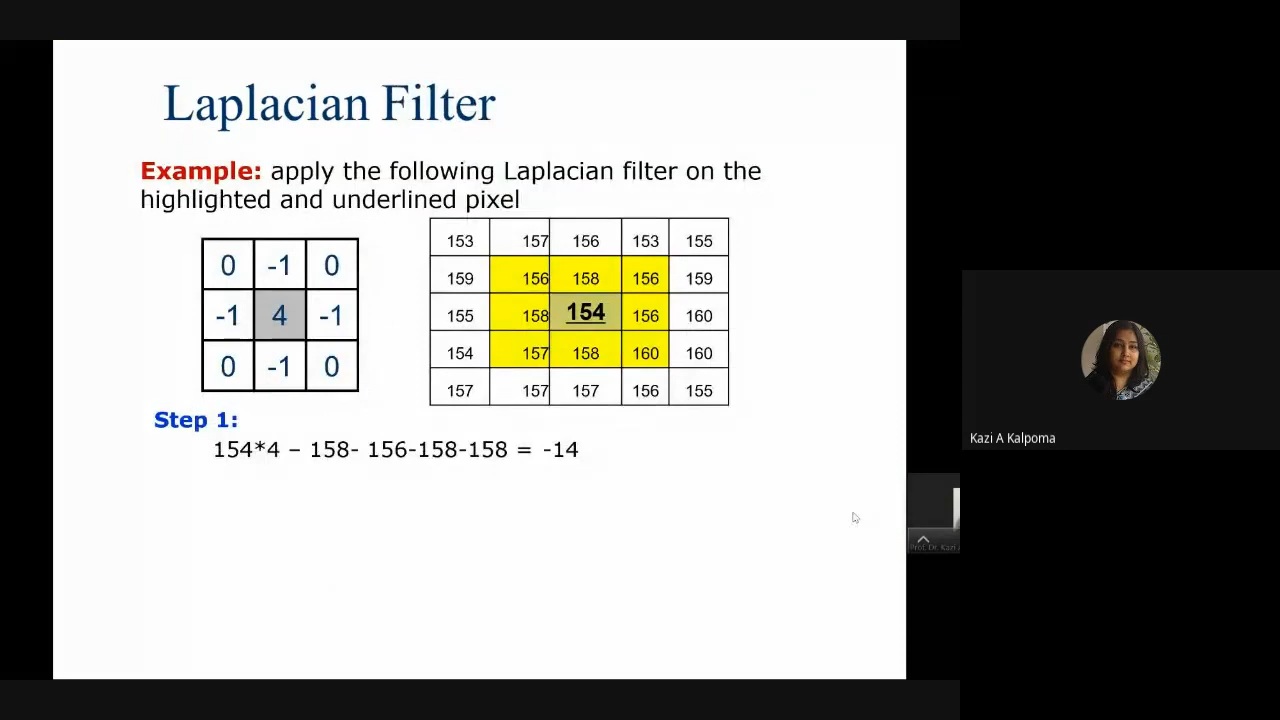 Laplacian Filter
Example: apply the following Laplacian filter on the
highlighted and underlined pixel
0 -1 0
-1 4 -1
0 -1 0
153 157 156 153 155
159 156 158 156 159
155 158 154 156 160
154 157 158 160 160
157 157 157 156 155
Step 1:
154*4 – 158- 156-158-158 = -14
Kazi A Kalpoma
Prof. Dr. Kazi